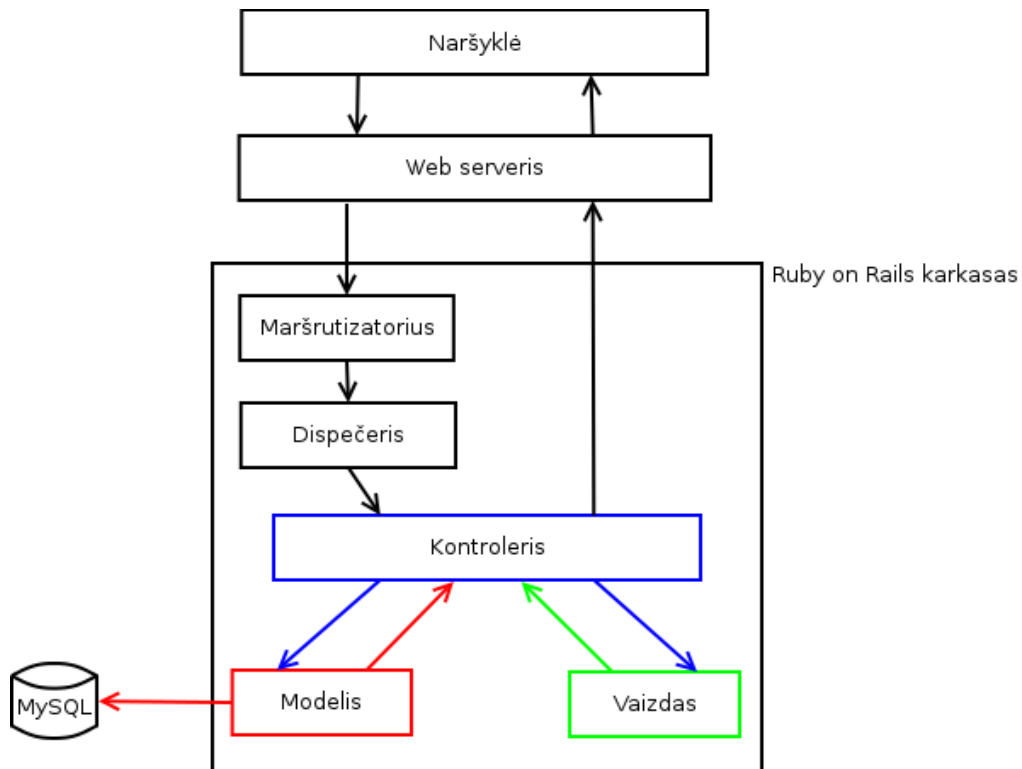 Naršyklė
Web serveris
Ruby on Rails karkasas
Maršrutizatorius
Dispečeris
Kontroleris
MySQL
Modelis
Vaizdas